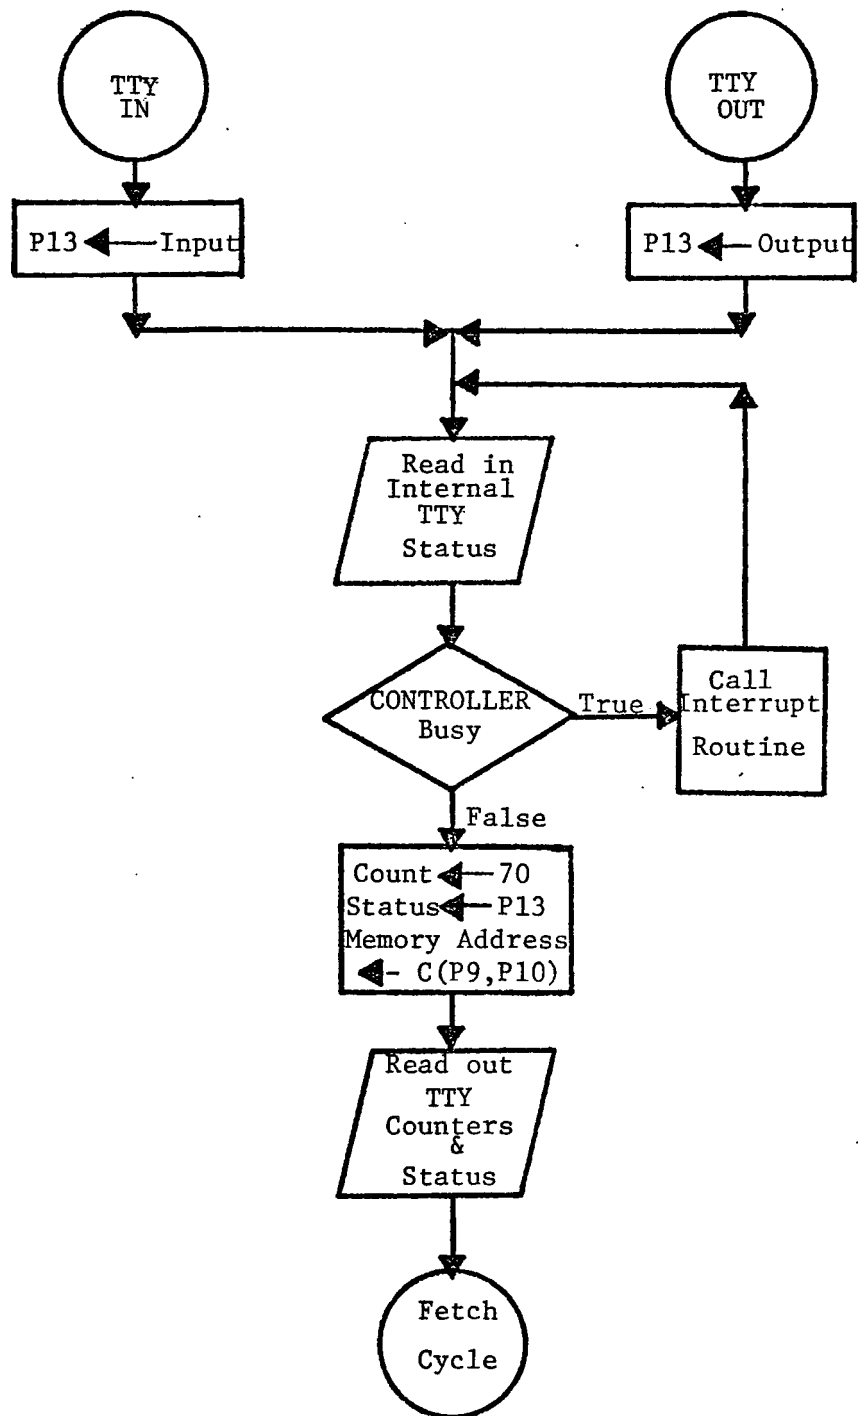 TTY
IN
TTY
OUT
P13 ← Input
P13 ← Output
Read in
Internal
TTY
Status
CONTROLLER
Busy
True
Call
Interrupt
Routine
False
Count ← 70
Status ← P13
Memory Address
← C(P9,P10)
Read out
TTY
Counters
&
Status
Fetch
Cycle